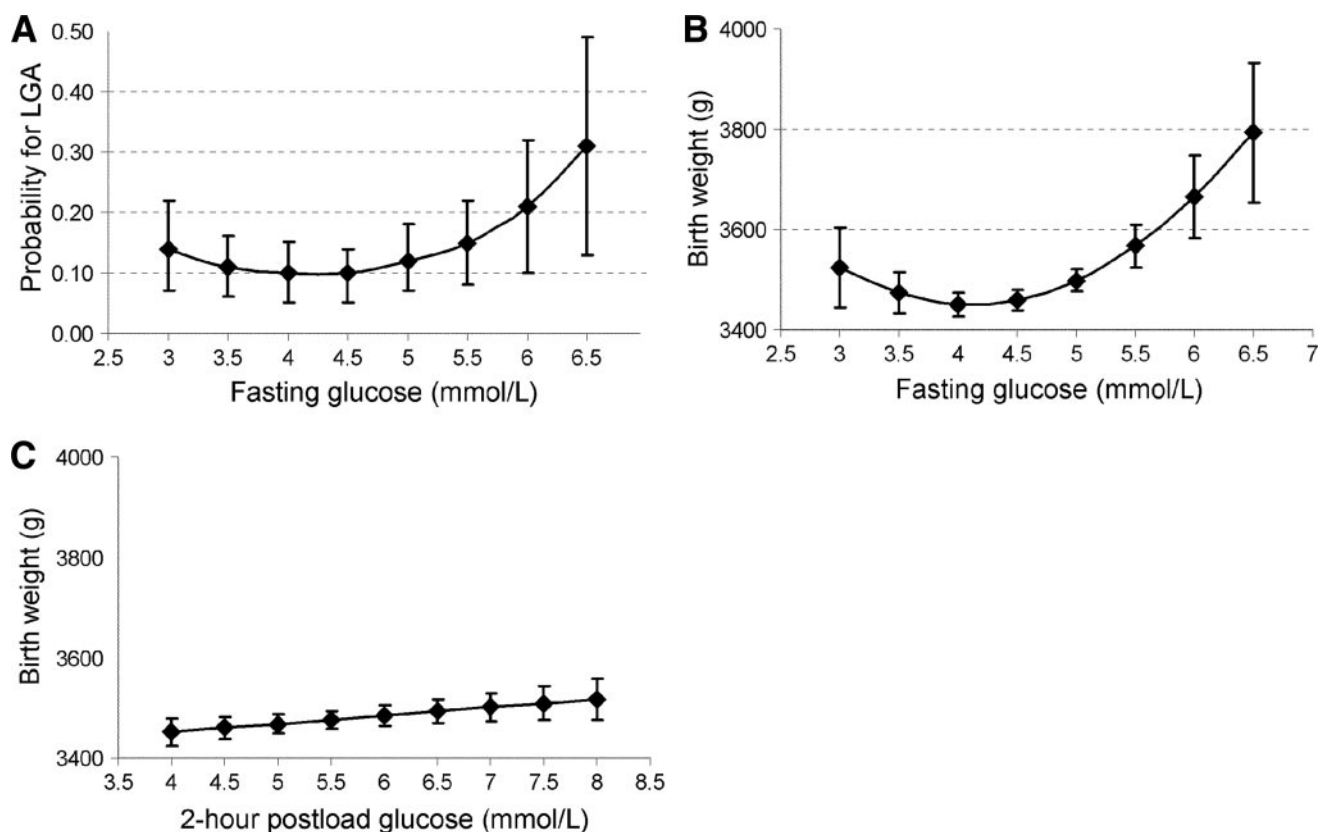 A
Probability for LGA
0.50
0.40
0.30
0.20
0.10
0.00
2.5 3 3.5 4 4.5 5 5.5 6 6.5
Fasting glucose (mmol/L)
B
Birth weight (g)
4000
3800
3600
3400
2.5 3 3.5 4 4.5 5 5.5 6 6.5 7
Fasting glucose (mmol/L)
C
Birth weight (g)
4000
3800
3600
3400
3.5 4 4.5 5 5.5 6 6.5 7 7.5 8 8.5
2-hour postload glucose (mmol/L)